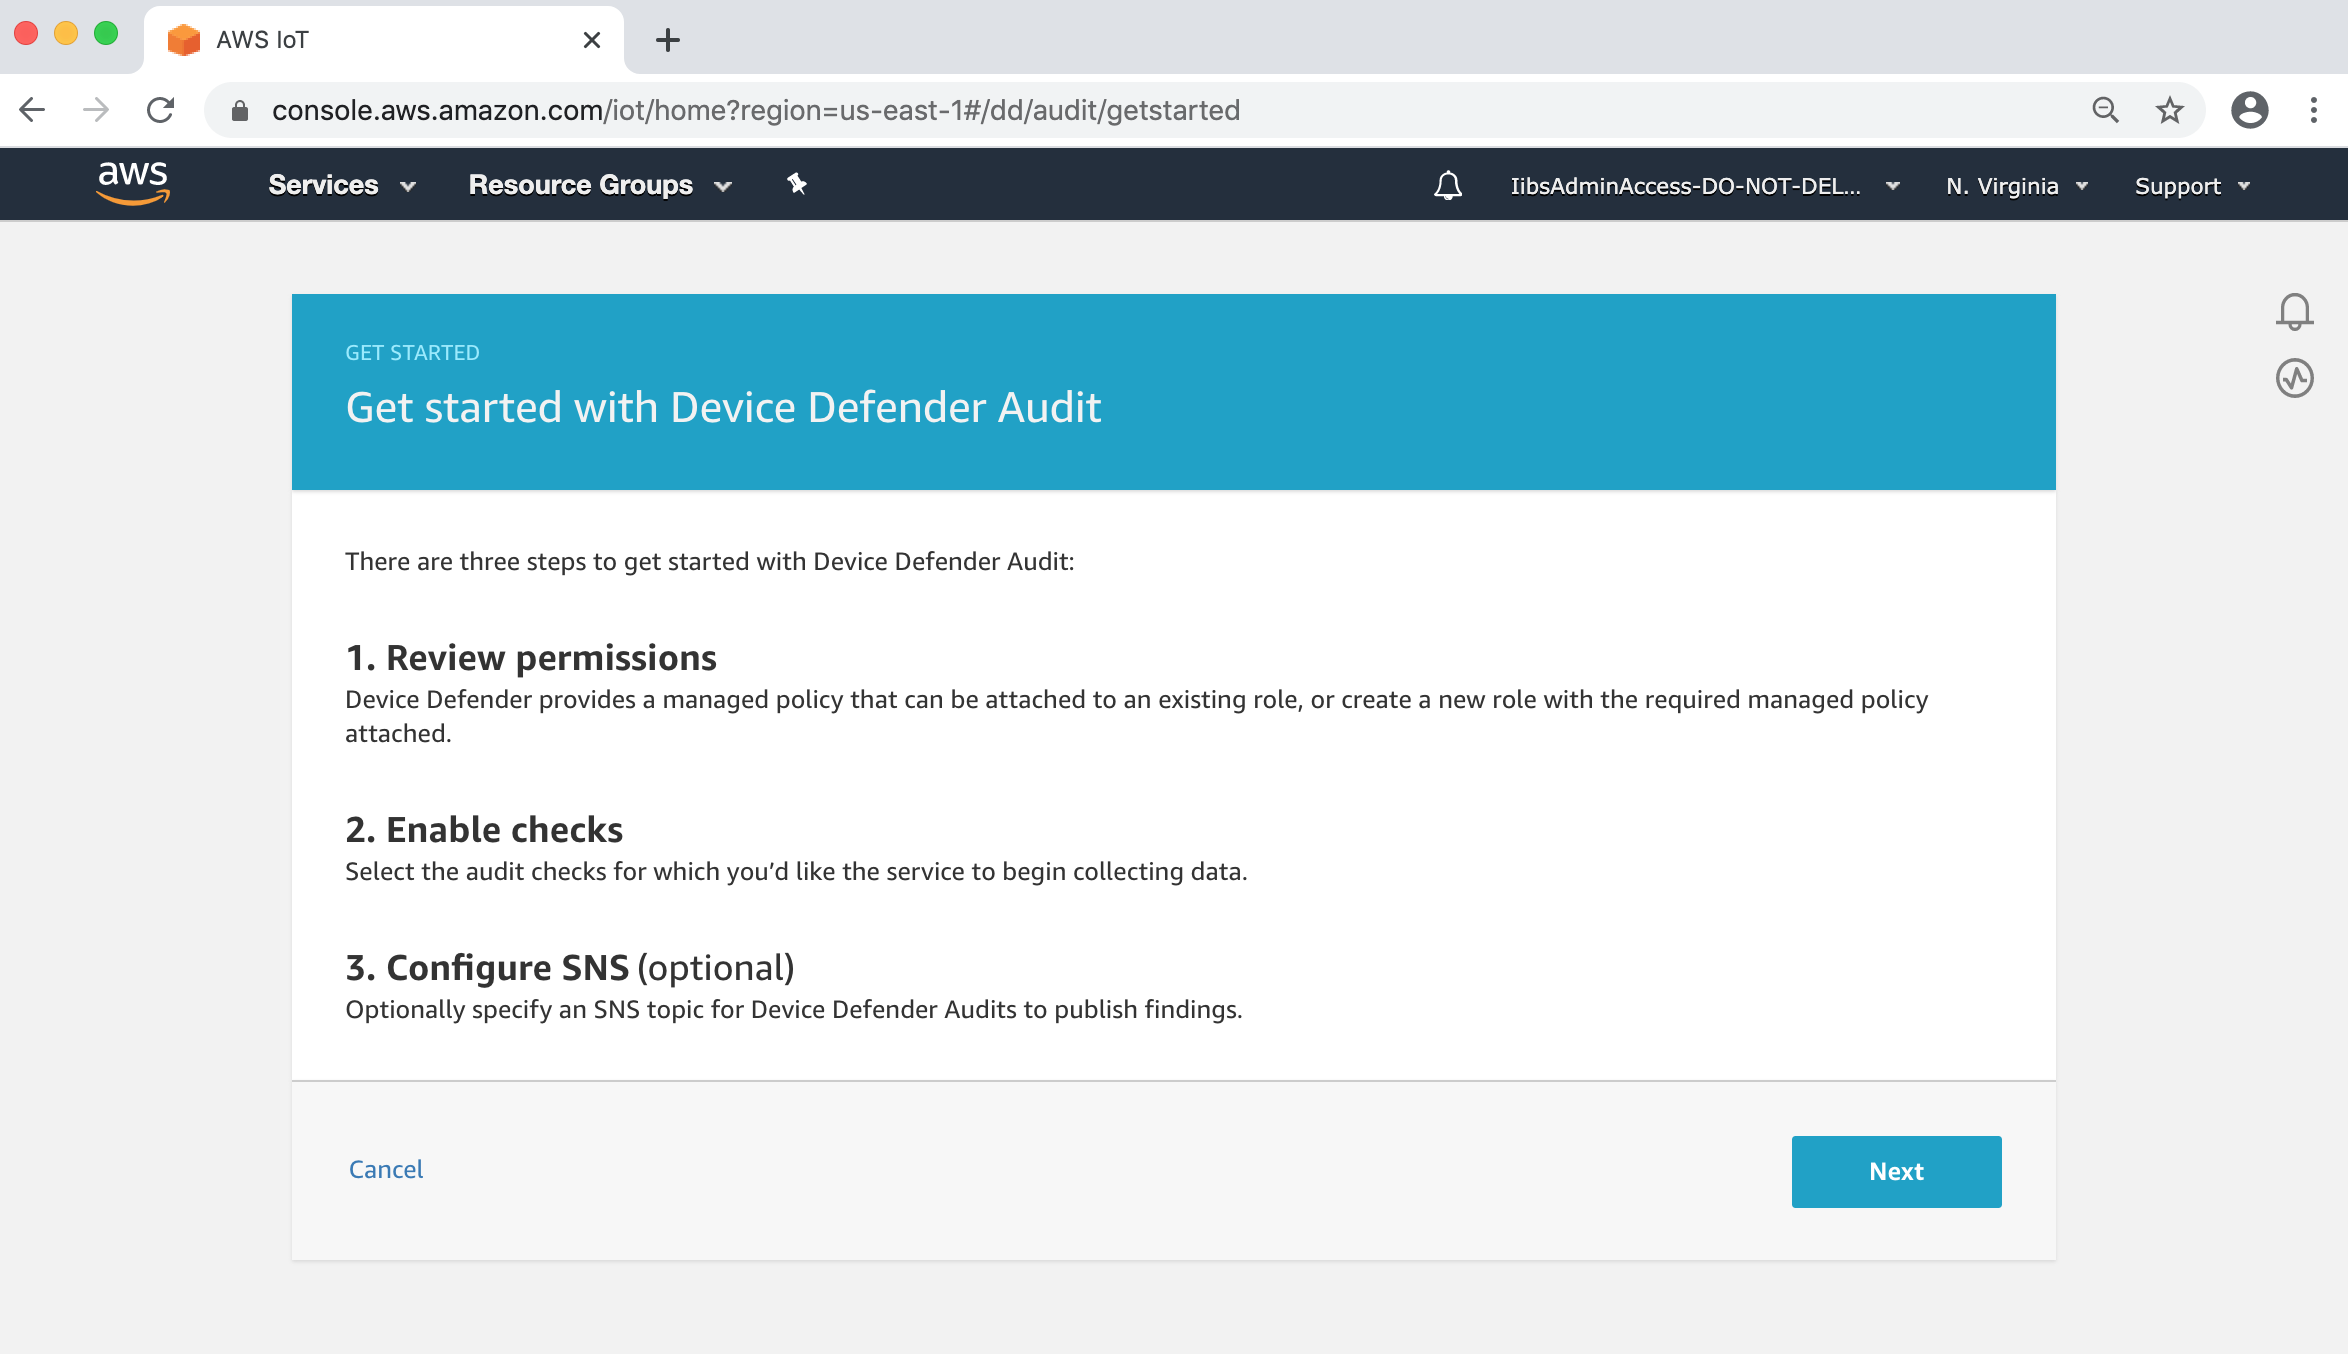 AWS IoT
console.aws.amazon.com/iot/home?region=us-east-1#/dd/audit/getstarted
aws Services Resource Groups IibsAdminAccess-DO-NOT-DEL... N. Virginia Support
GET STARTED
Get started with Device Defender Audit
There are three steps to get started with Device Defender Audit:
1. Review permissions
Device Defender provides a managed policy that can be attached to an existing role, or create a new role with the required managed policy
attached.
2. Enable checks
Select the audit checks for which you’d like the service to begin collecting data.
3. Configure SNS (optional)
Optionally specify an SNS topic for Device Defender Audits to publish findings.
Cancel Next